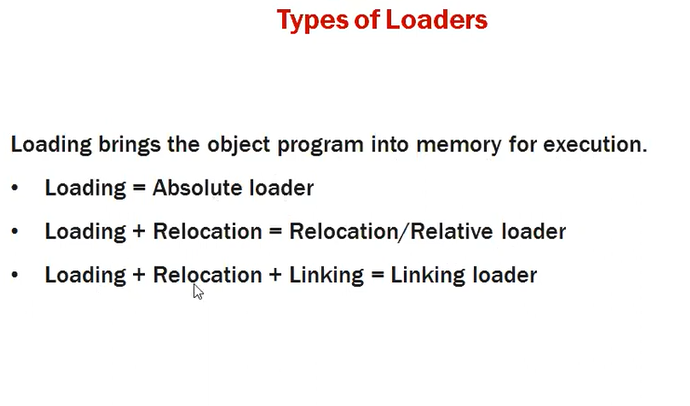 Types of Loaders
Loading brings the object program into memory for execution.
• Loading = Absolute loader
• Loading + Relocation = Relocation/Relative loader
• Loading + Relocation + Linking = Linking loader